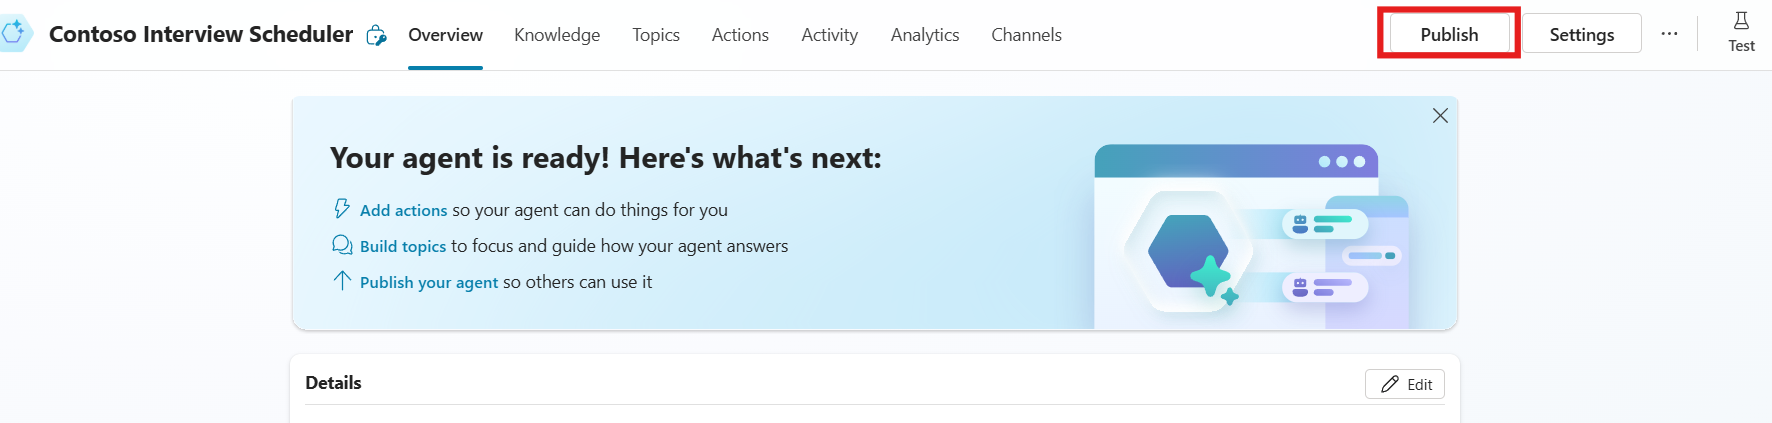 Contoso Interview Scheduler Overview Knowledge Topics Actions Activity Analytics Channels Publish Settings ... Test
Your agent is ready! Here's what's next:
Add actions so your agent can do things for you
Build topics to focus and guide how your agent answers
Publish your agent so others can use it
Details Edit